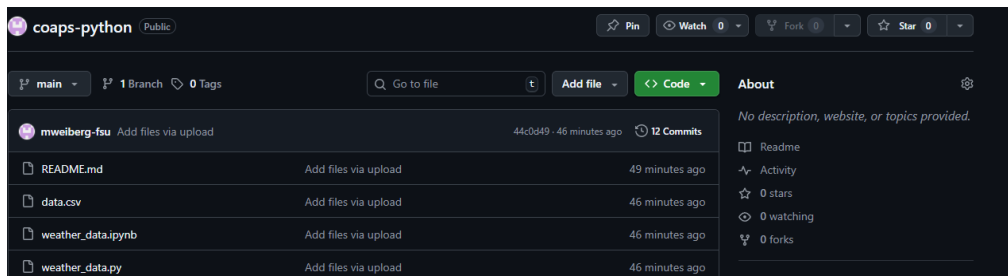 coaps-python Public
Pin
Watch 0
Fork 0
Star 0
main
1 Branch
0 Tags
Go to file
t
Add file
<> Code
mweiberg-fsu Add files via upload
44c0d49 · 46 minutes ago
12 Commits
README.md Add files via upload 49 minutes ago
data.csv Add files via upload 46 minutes ago
weather_data.ipynb Add files via upload 46 minutes ago
weather_data.py Add files via upload 46 minutes ago
About
No description, website, or topics provided.
Readme
Activity
0 stars
0 watching
0 forks